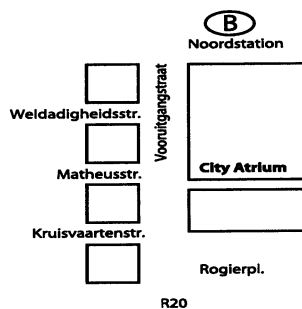 B
Noordstation
Vooruitgangstraat
Weldadigheidsstr.
City Atrium
Matheusstr.
Kruisvaartenstr.
Rogierpl.
R20